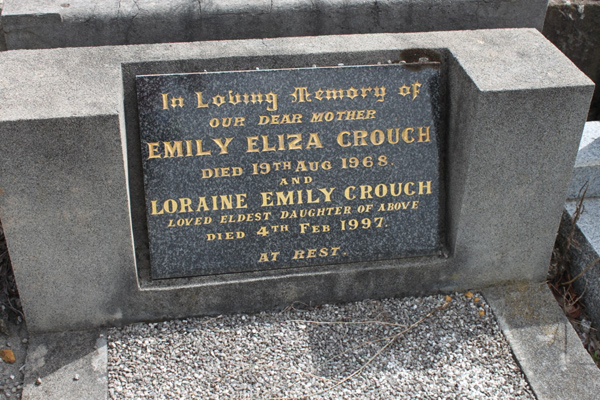 In Loving Memory of
OUR DEAR MOTHER
EMILY ELIZA CROUCH
DIED 19TH AUG 1968
AND
LORAINE EMILY CROUCH
LOVED ELDEST DAUGHTER OF ABOVE
DIED 4TH FEB 1997.
AT REST.